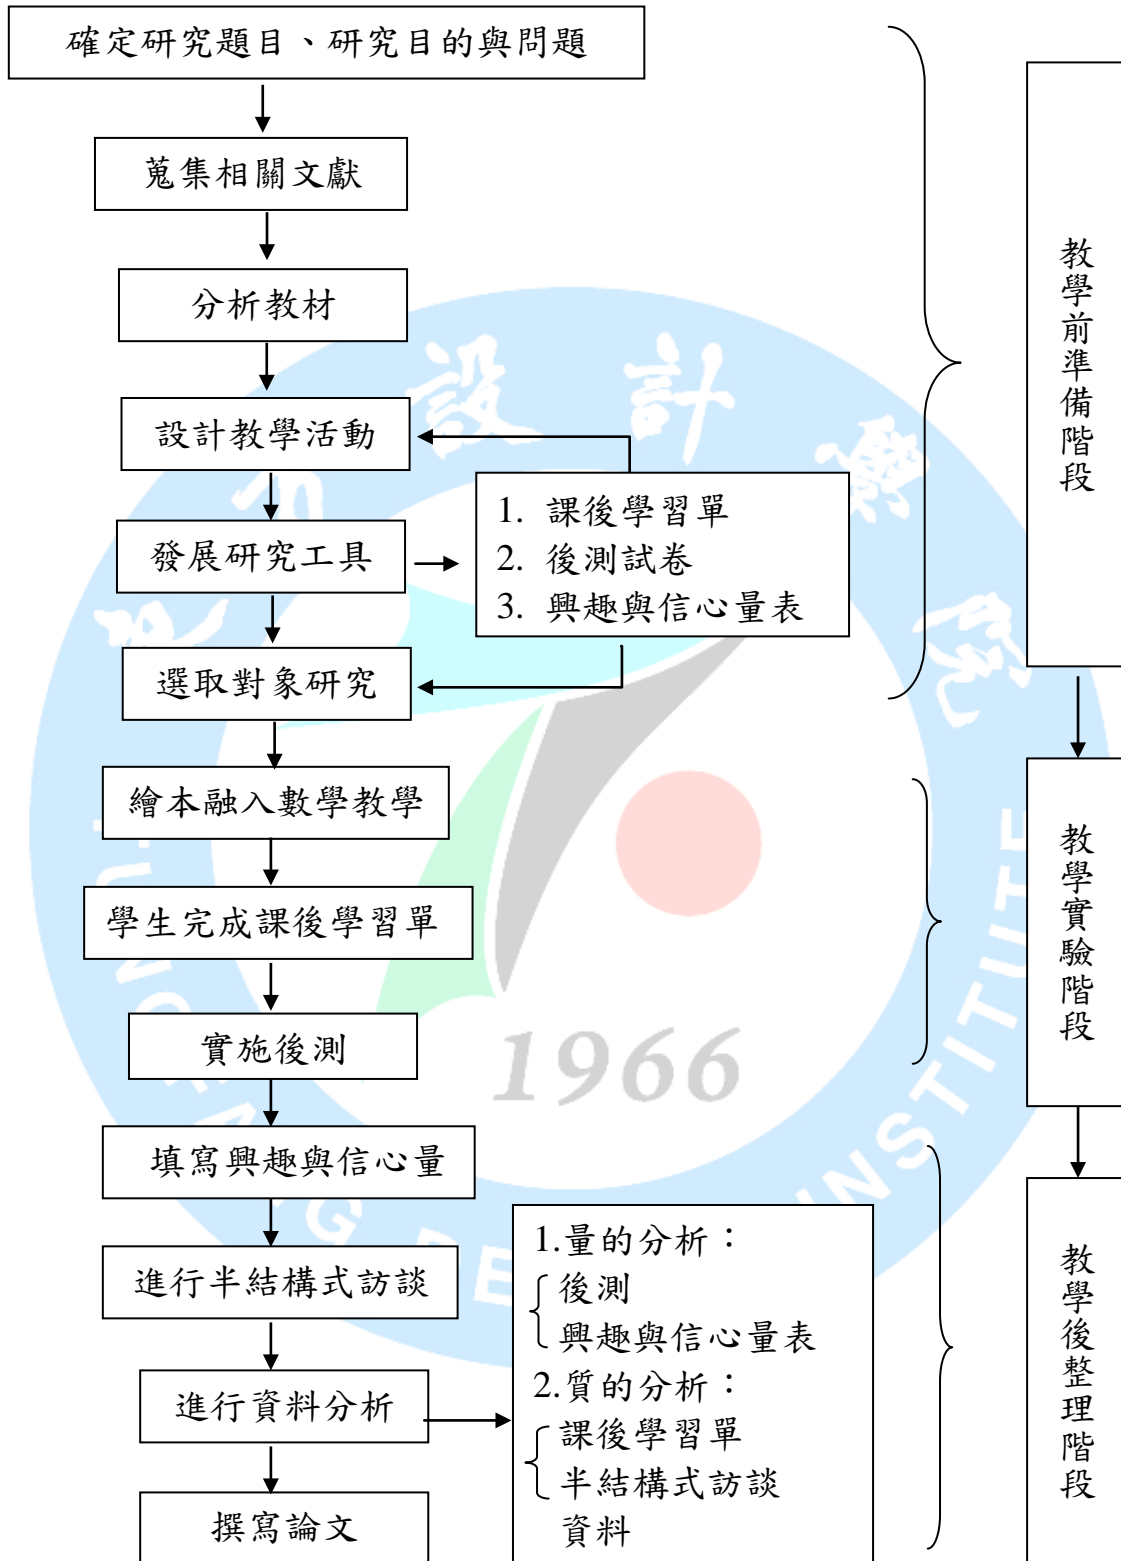 確定研究題目、研究目的與問題
蒐集相關文獻
分析教材
設計教學活動
發展研究工具
1. 課後學習單
2. 後測試卷
3. 興趣與信心量表
選取對象研究
教學前準備階段
繪本融入數學教學
學生完成課後學習單
實施後測
教學實驗階段
填寫興趣與信心量
進行半結構式訪談
進行資料分析
1.量的分析：
後測
興趣與信心量表
2.質的分析：
課後學習單
半結構式訪談
資料
撰寫論文
教學後整理階段
設計學院
1966
INSTITUTE